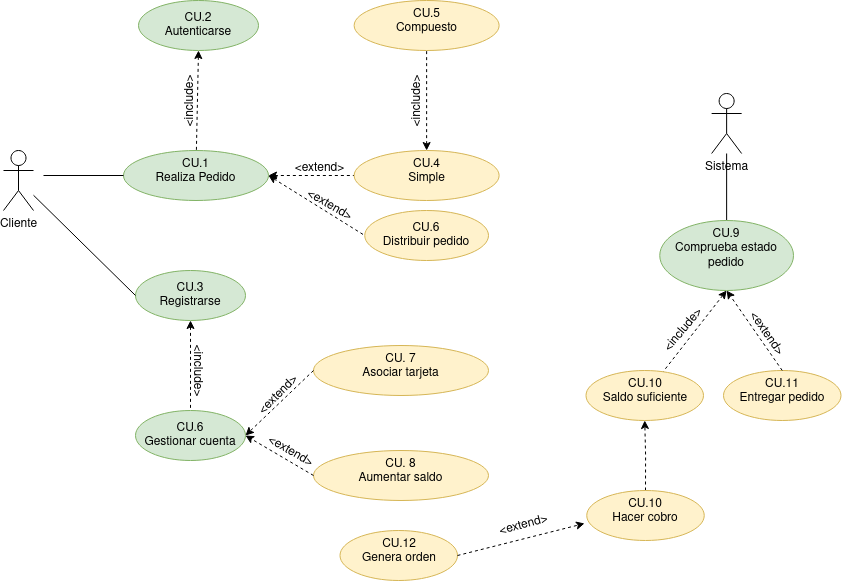 CU.2
Autenticarse
CU.5
Compuesto
<include>
<include>
CU.1
Realiza Pedido
<extend>
CU.4
Simple
<extend>
CU.6
Distribuir pedido
Cliente
Sistema
CU.9
Comprueba estado
pedido
CU.3
Registrarse
<include>
<include>
<extend>
CU. 7
Asociar tarjeta
<extend>
CU.10
Saldo suficiente
CU.11
Entregar pedido
CU.6
Gestionar cuenta
<extend>
CU. 8
Aumentar saldo
CU.10
Hacer cobro
<extend>
CU.12
Genera orden